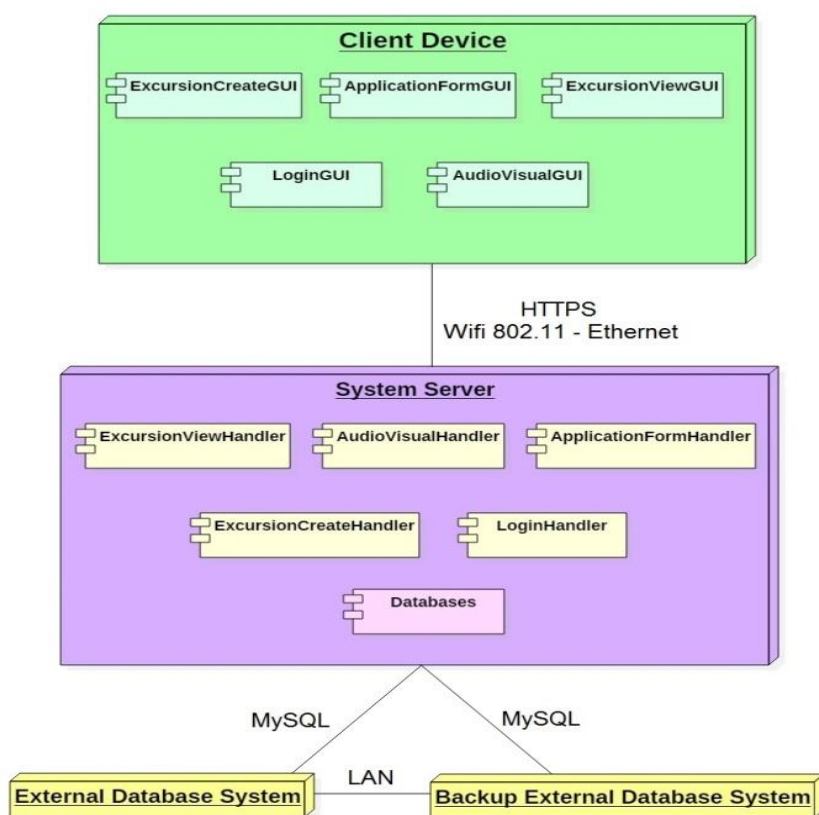 Client Device
ExcursionCreateGUI
ApplicationFormGUI
ExcursionViewGUI
LoginGUI
AudioVisualGUI
HTTPS
Wifi 802.11 - Ethernet
System Server
ExcursionViewHandler
AudioVisualHandler
ApplicationFormHandler
ExcursionCreateHandler
LoginHandler
Databases
MySQL
MySQL
LAN
External Database System
Backup External Database System